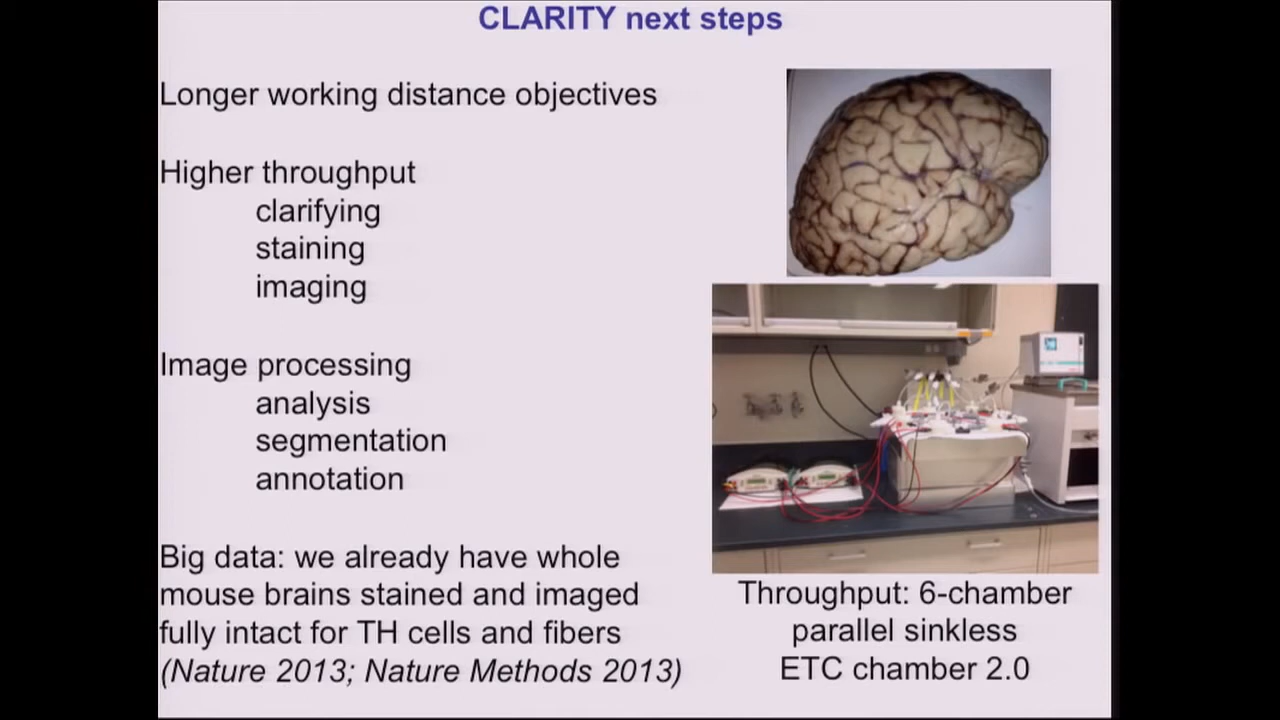 CLARITY next steps
Longer working distance objectives
Higher throughput
clarifying
staining
imaging
Image processing
analysis
segmentation
annotation
Big data: we already have whole
mouse brains stained and imaged
fully intact for TH cells and fibers
(Nature 2013; Nature Methods 2013)
Throughput: 6-chamber
parallel sinkless
ETC chamber 2.0